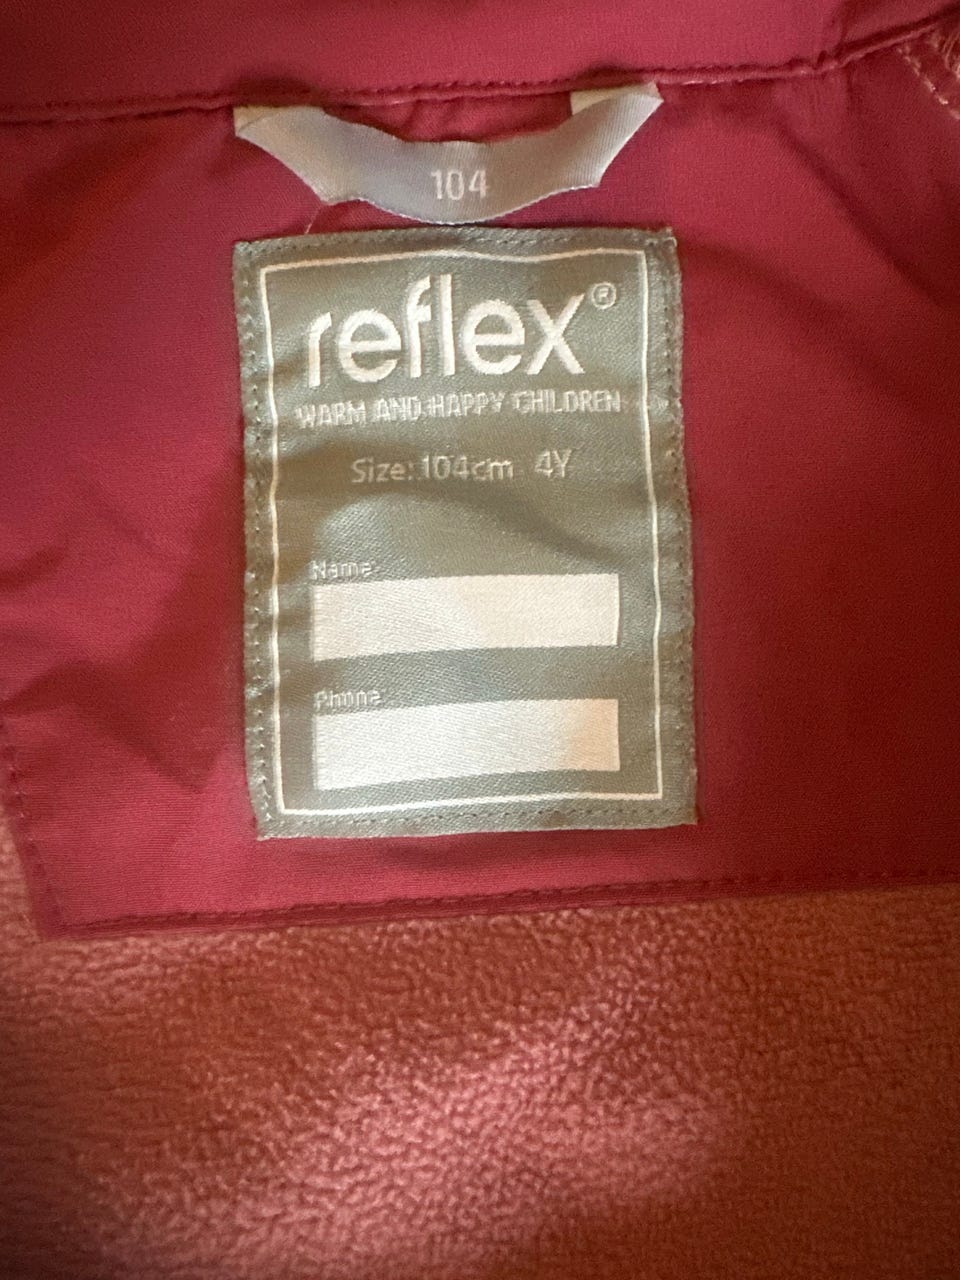 104
reflex®
WARM AND HAPPY CHILDREN
Size: 104cm 4Y
Name:
Phone: